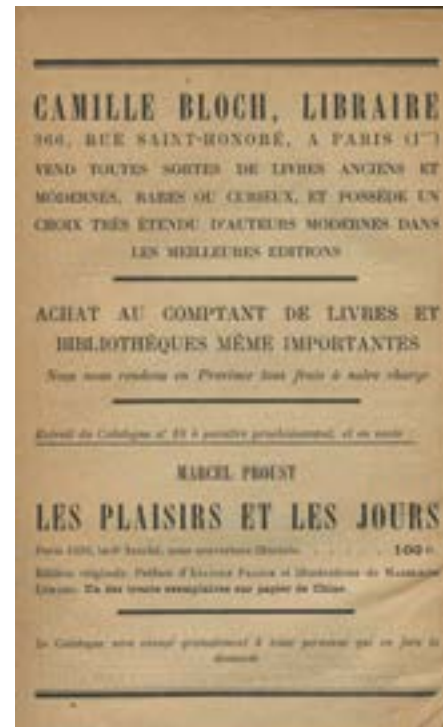 CAMILLE BLOCH, LIBRAIRE
366, RUE SAINT-HONORÉ, A PARIS (1er)
VEND TOUTES SORTES DE LIVRES ANCIENS ET
MODERNES, RARES OU CURIEUX, ET POSSÈDE UN
CHOIX TRÈS ÉTENDU D'AUTEURS MODERNES DANS
LES MEILLEURES EDITIONS
ACHAT AU COMPTANT DE LIVRES ET
BIBLIOTHÈQUES MÊME IMPORTANTES
Nous nous rendons en Province tous frais à notre charge
Extrait du Catalogue à paraître prochainement, et en vente
MARCEL PROUST
LES PLAISIRS ET LES JOURS
Paris broché, sous couverture illustrée. . . . . . 100 fr.
Edition originale. Préface d'ANATOLE FRANCE et illustrations de MADELEINE
LEMAIRE. Un des trente exemplaires sur papier de Chine.
Le Catalogue sera envoyé gratuitement à toute personne qui en fera la
demande